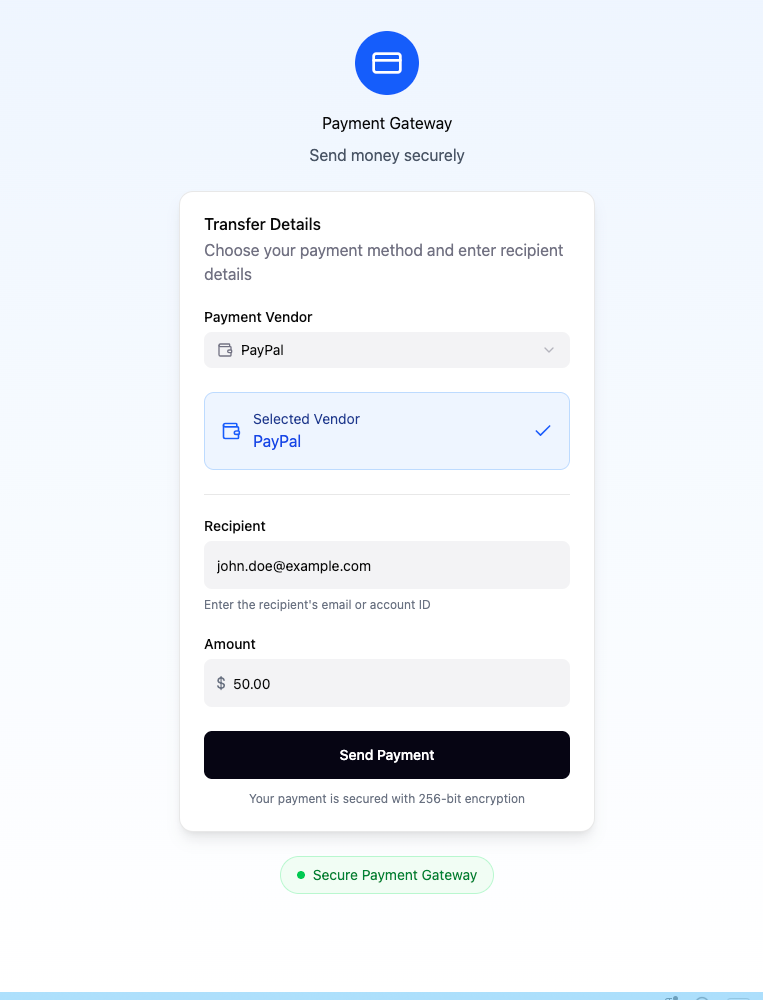 Payment Gateway
Send money securely
Transfer Details
Choose your payment method and enter recipient
details
Payment Vendor
PayPal
Selected Vendor
PayPal
Recipient
john.doe@example.com
Enter the recipient's email or account ID
Amount
$ 50.00
Send Payment
Your payment is secured with 256-bit encryption
Secure Payment Gateway